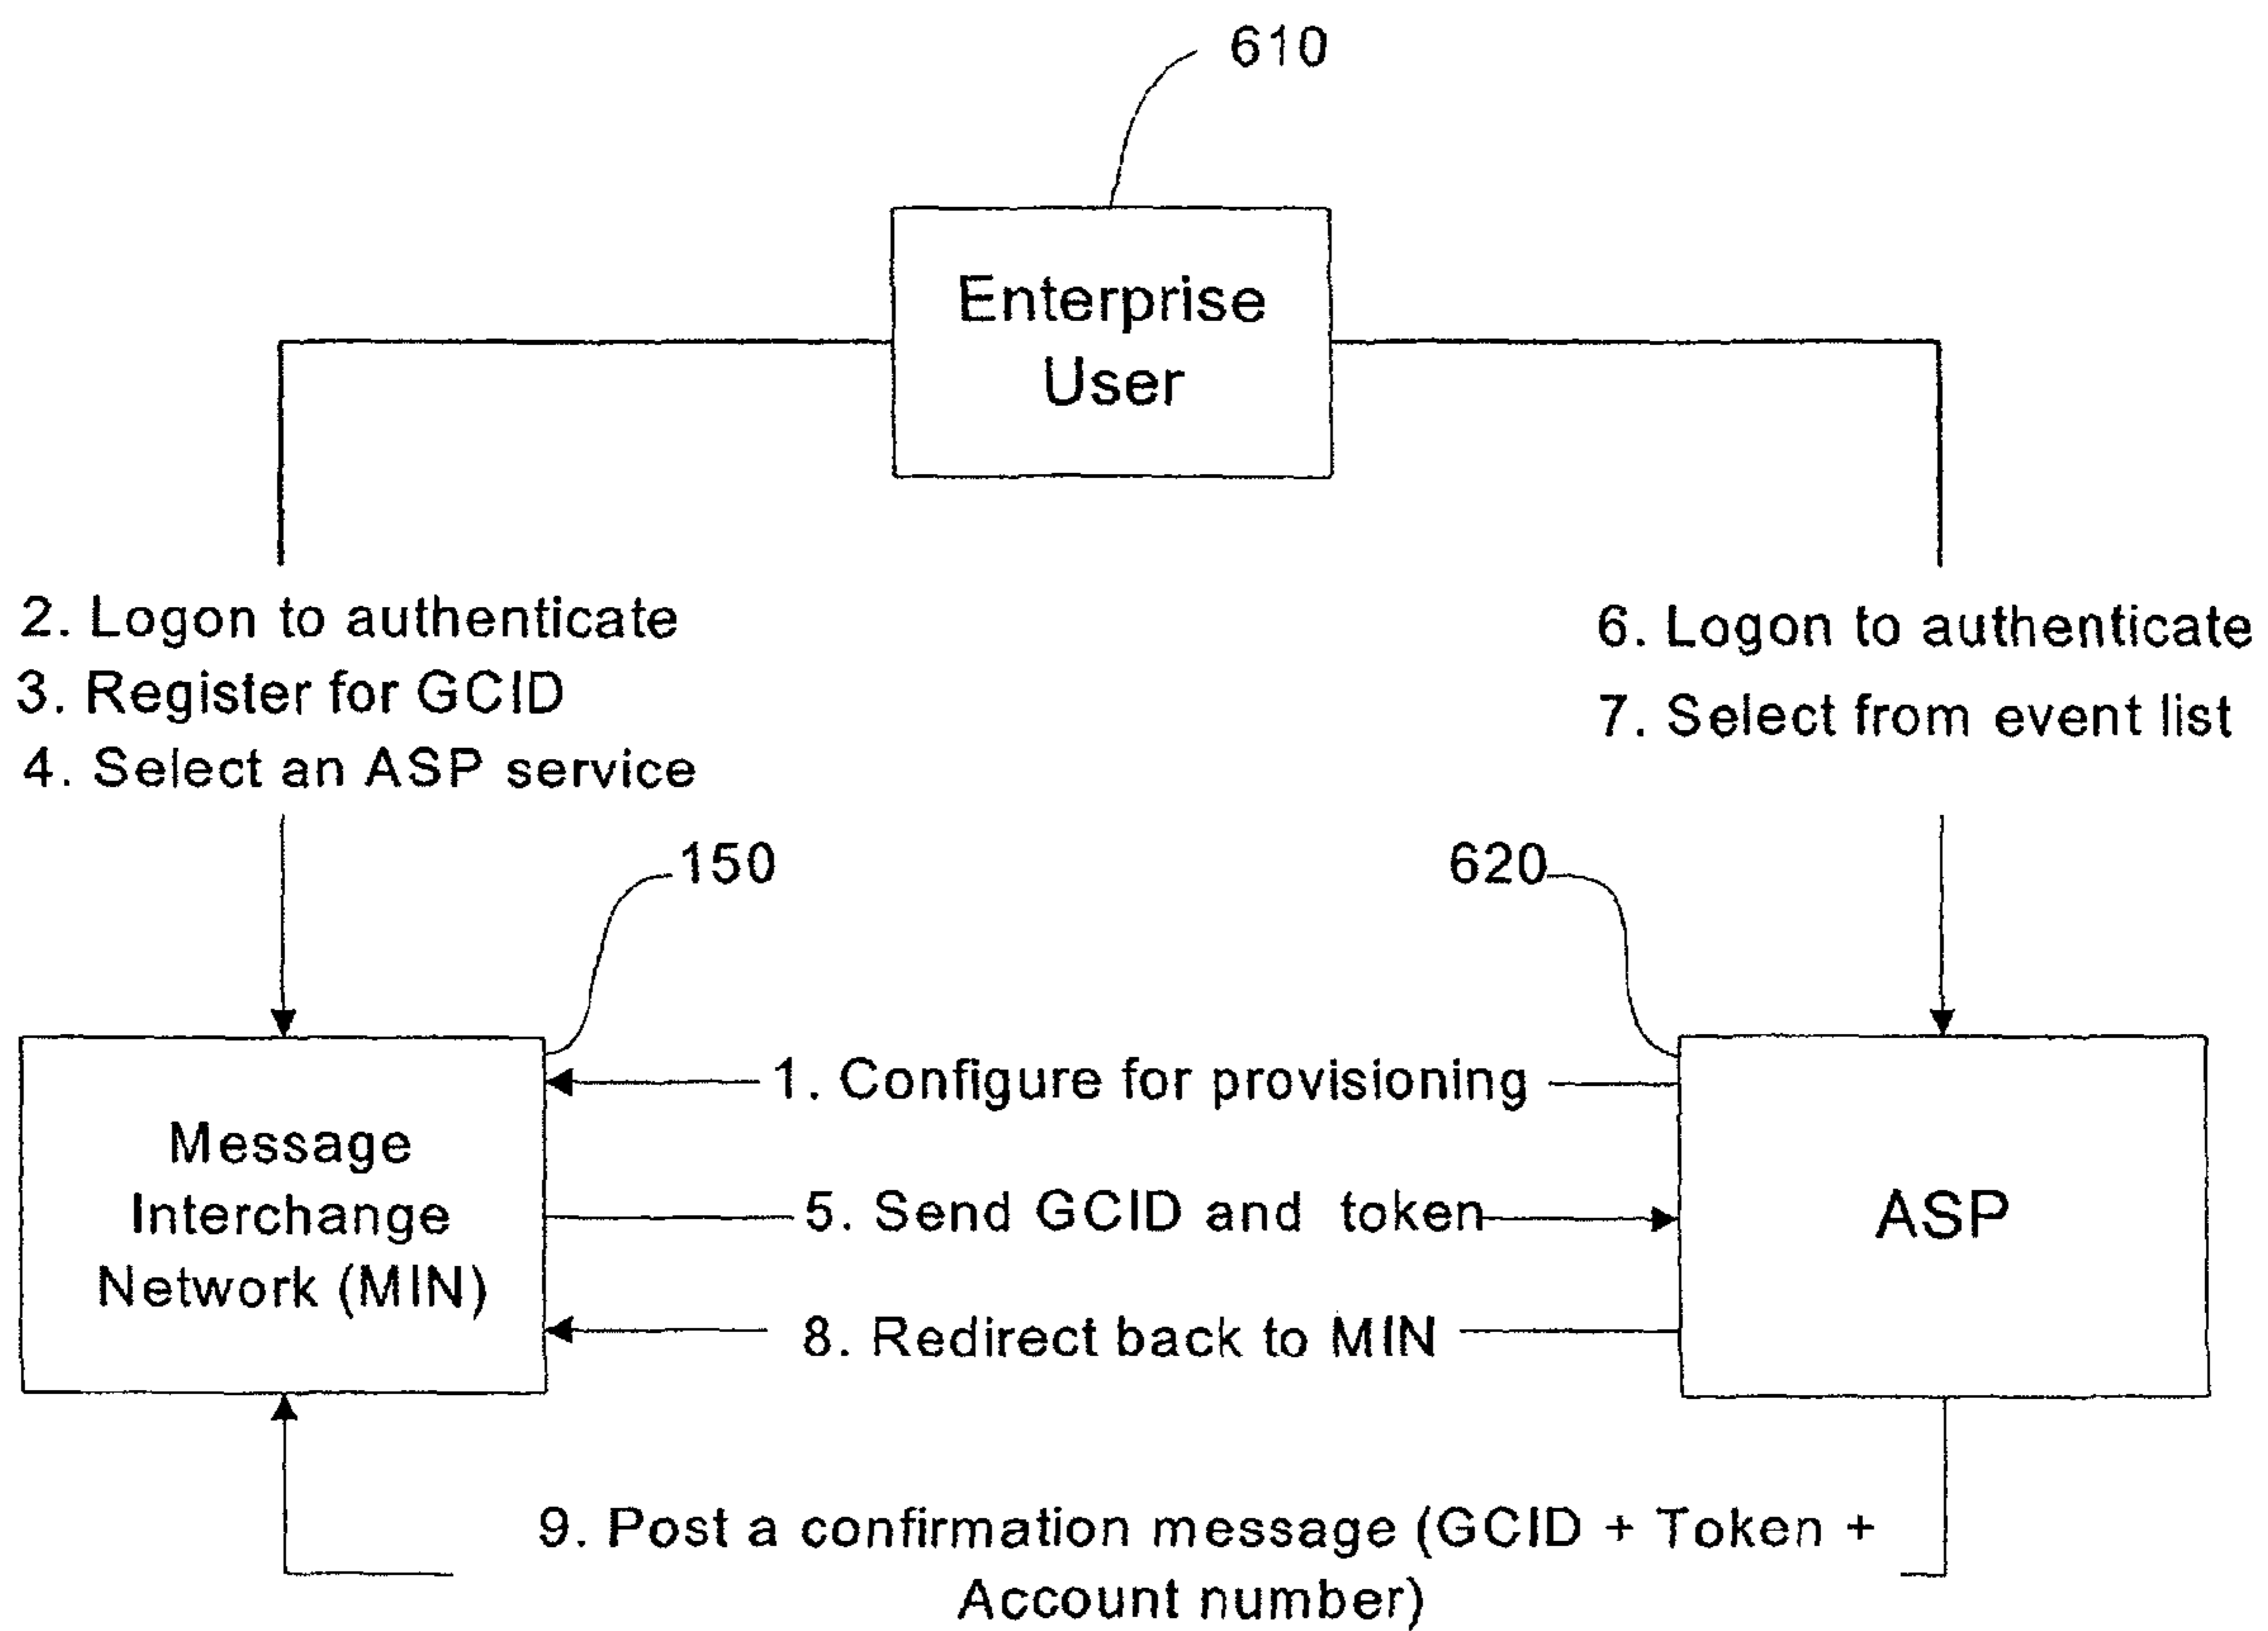 610
Enterprise
User
2. Logon to authenticate
3. Register for GCID
4. Select an ASP service
6. Logon to authenticate
7. Select from event list
150
620
Message
Interchange
Network (MIN)
1. Configure for provisioning
5. Send GCID and token
8. Redirect back to MIN
ASP
9. Post a confirmation message (GCID + Token +
Account number)